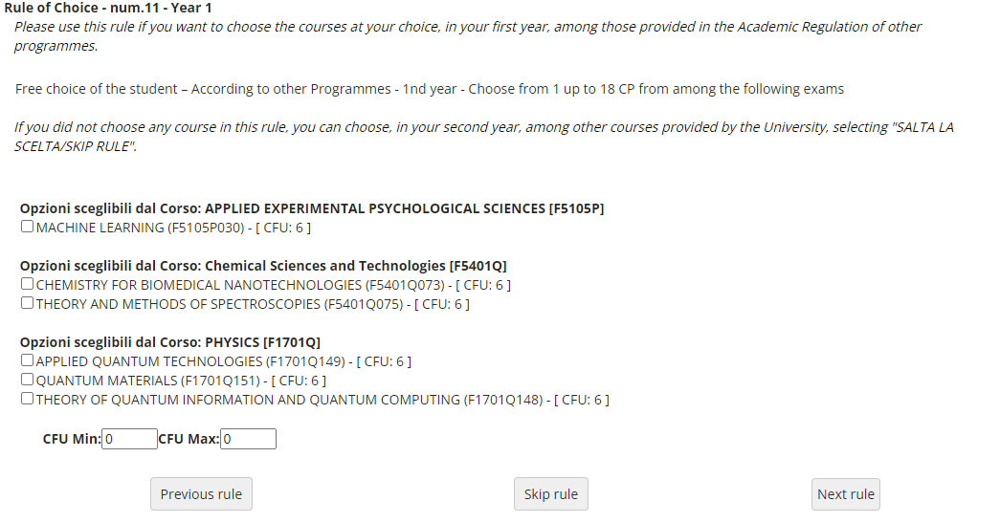 Rule of Choice - num.11 - Year 1
Please use this rule if you want to choose the courses at your choice, in your first year, among those provided in the Academic Regulation of other
programmes.
Free choice of the student – According to other Programmes - 1nd year - Choose from 1 up to 18 CP from among the following exams
If you did not choose any course in this rule, you can choose, in your second year, among other courses provided by the University, selecting "SALTA LA
SCELTA/SKIP RULE".
Opzioni sceglibili dal Corso: APPLIED EXPERIMENTAL PSYCHOLOGICAL SCIENCES [F5105P]
MACHINE LEARNING (F5105P030) - [ CFU: 6 ]
Opzioni sceglibili dal Corso: Chemical Sciences and Technologies [F5401Q]
CHEMISTRY FOR BIOMEDICAL NANOTECHNOLOGIES (F5401Q073) - [ CFU: 6 ]
THEORY AND METHODS OF SPECTROSCOPIES (F5401Q075) - [ CFU: 6 ]
Opzioni sceglibili dal Corso: PHYSICS [F1701Q]
APPLIED QUANTUM TECHNOLOGIES (F1701Q149) - [ CFU: 6 ]
QUANTUM MATERIALS (F1701Q151) - [ CFU: 6 ]
THEORY OF QUANTUM INFORMATION AND QUANTUM COMPUTING (F1701Q148) - [ CFU: 6 ]
CFU Min: 0 CFU Max: 0
Previous rule Skip rule Next rule